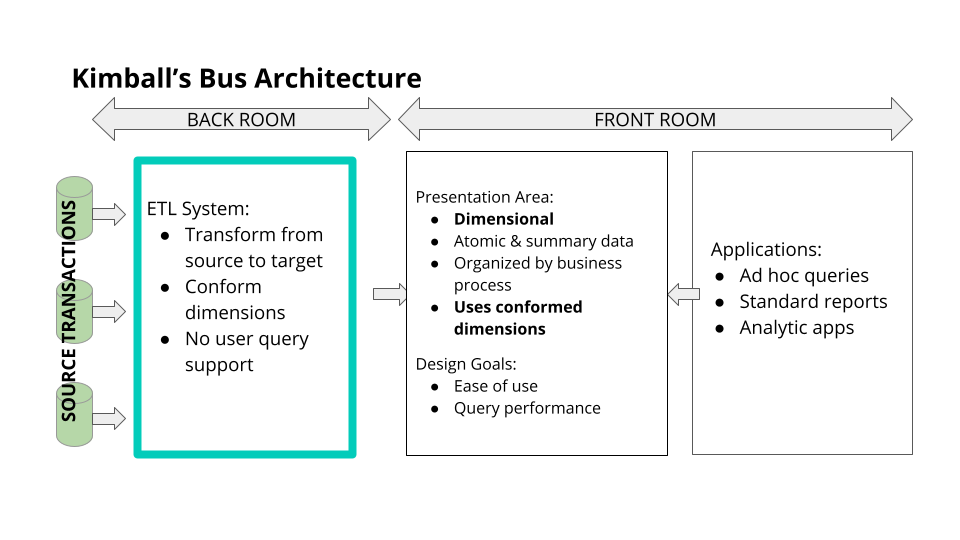 Kimball’s Bus Architecture
BACK ROOM
FRONT ROOM
SOURCE TRANSACTIONS
ETL System:
● Transform from
source to target
● Conform
dimensions
● No user query
support
Presentation Area:
● Dimensional
● Atomic & summary data
● Organized by business
process
● Uses conformed
dimensions
Design Goals:
● Ease of use
● Query performance
Applications:
● Ad hoc queries
● Standard reports
● Analytic apps